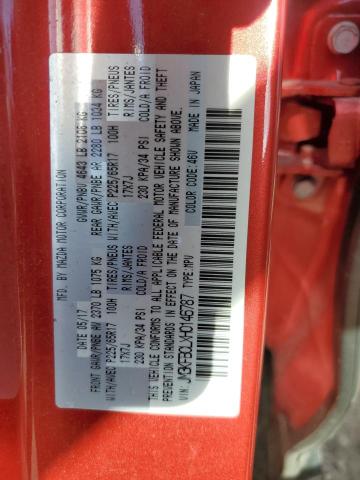 MFD BY MAZDA MOTOR CORPORATION
DATE 05/17 GVWR/PNBV 4643 LB 2106 KG
FRONT GAWR/PNBE AV 2370 LB 1075 KG REAR GAWR/PNBE AR 2280 LB 1034 KG
WITH/AVEC P225/65R17 100H TIRES/PNEUS WITH/AVEC P225/65R17 100H TIRES/PNEUS
17X7J RIMS/JANTES 17X7J RIMS/JANTES
230 KPA/34 PSI COLD/A FROID 230 KPA/34 PSI COLD/A FROID
THIS VEHICLE CONFORMS TO ALL APPLICABLE FEDERAL MOTOR VEHICLE SAFETY AND THEFT
PREVENTION STANDARDS IN EFFECT ON THE DATE OF MANUFACTURE SHOWN ABOVE.
VIN: JM3KFBCLXH0146787 TYPE: MPV COLOR CODE: 46V MADE IN JAPAN